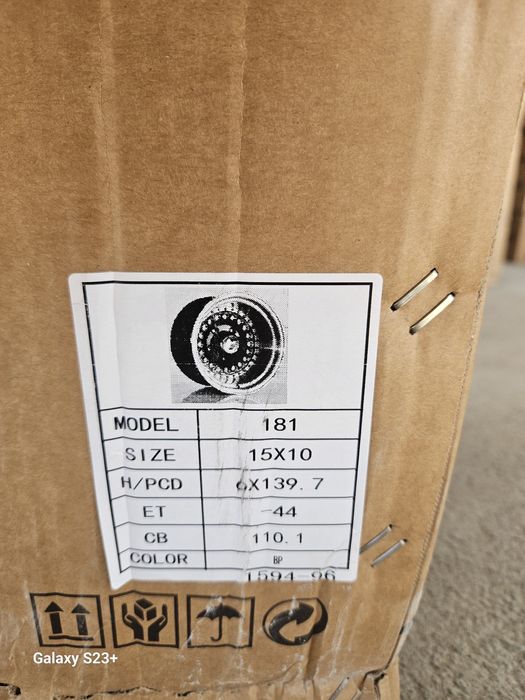 MODEL 181
SIZE 15X10
H/PCD 6X139.7
ET -44
CB 110.1
COLOR BP
1594-96
Galaxy S23+